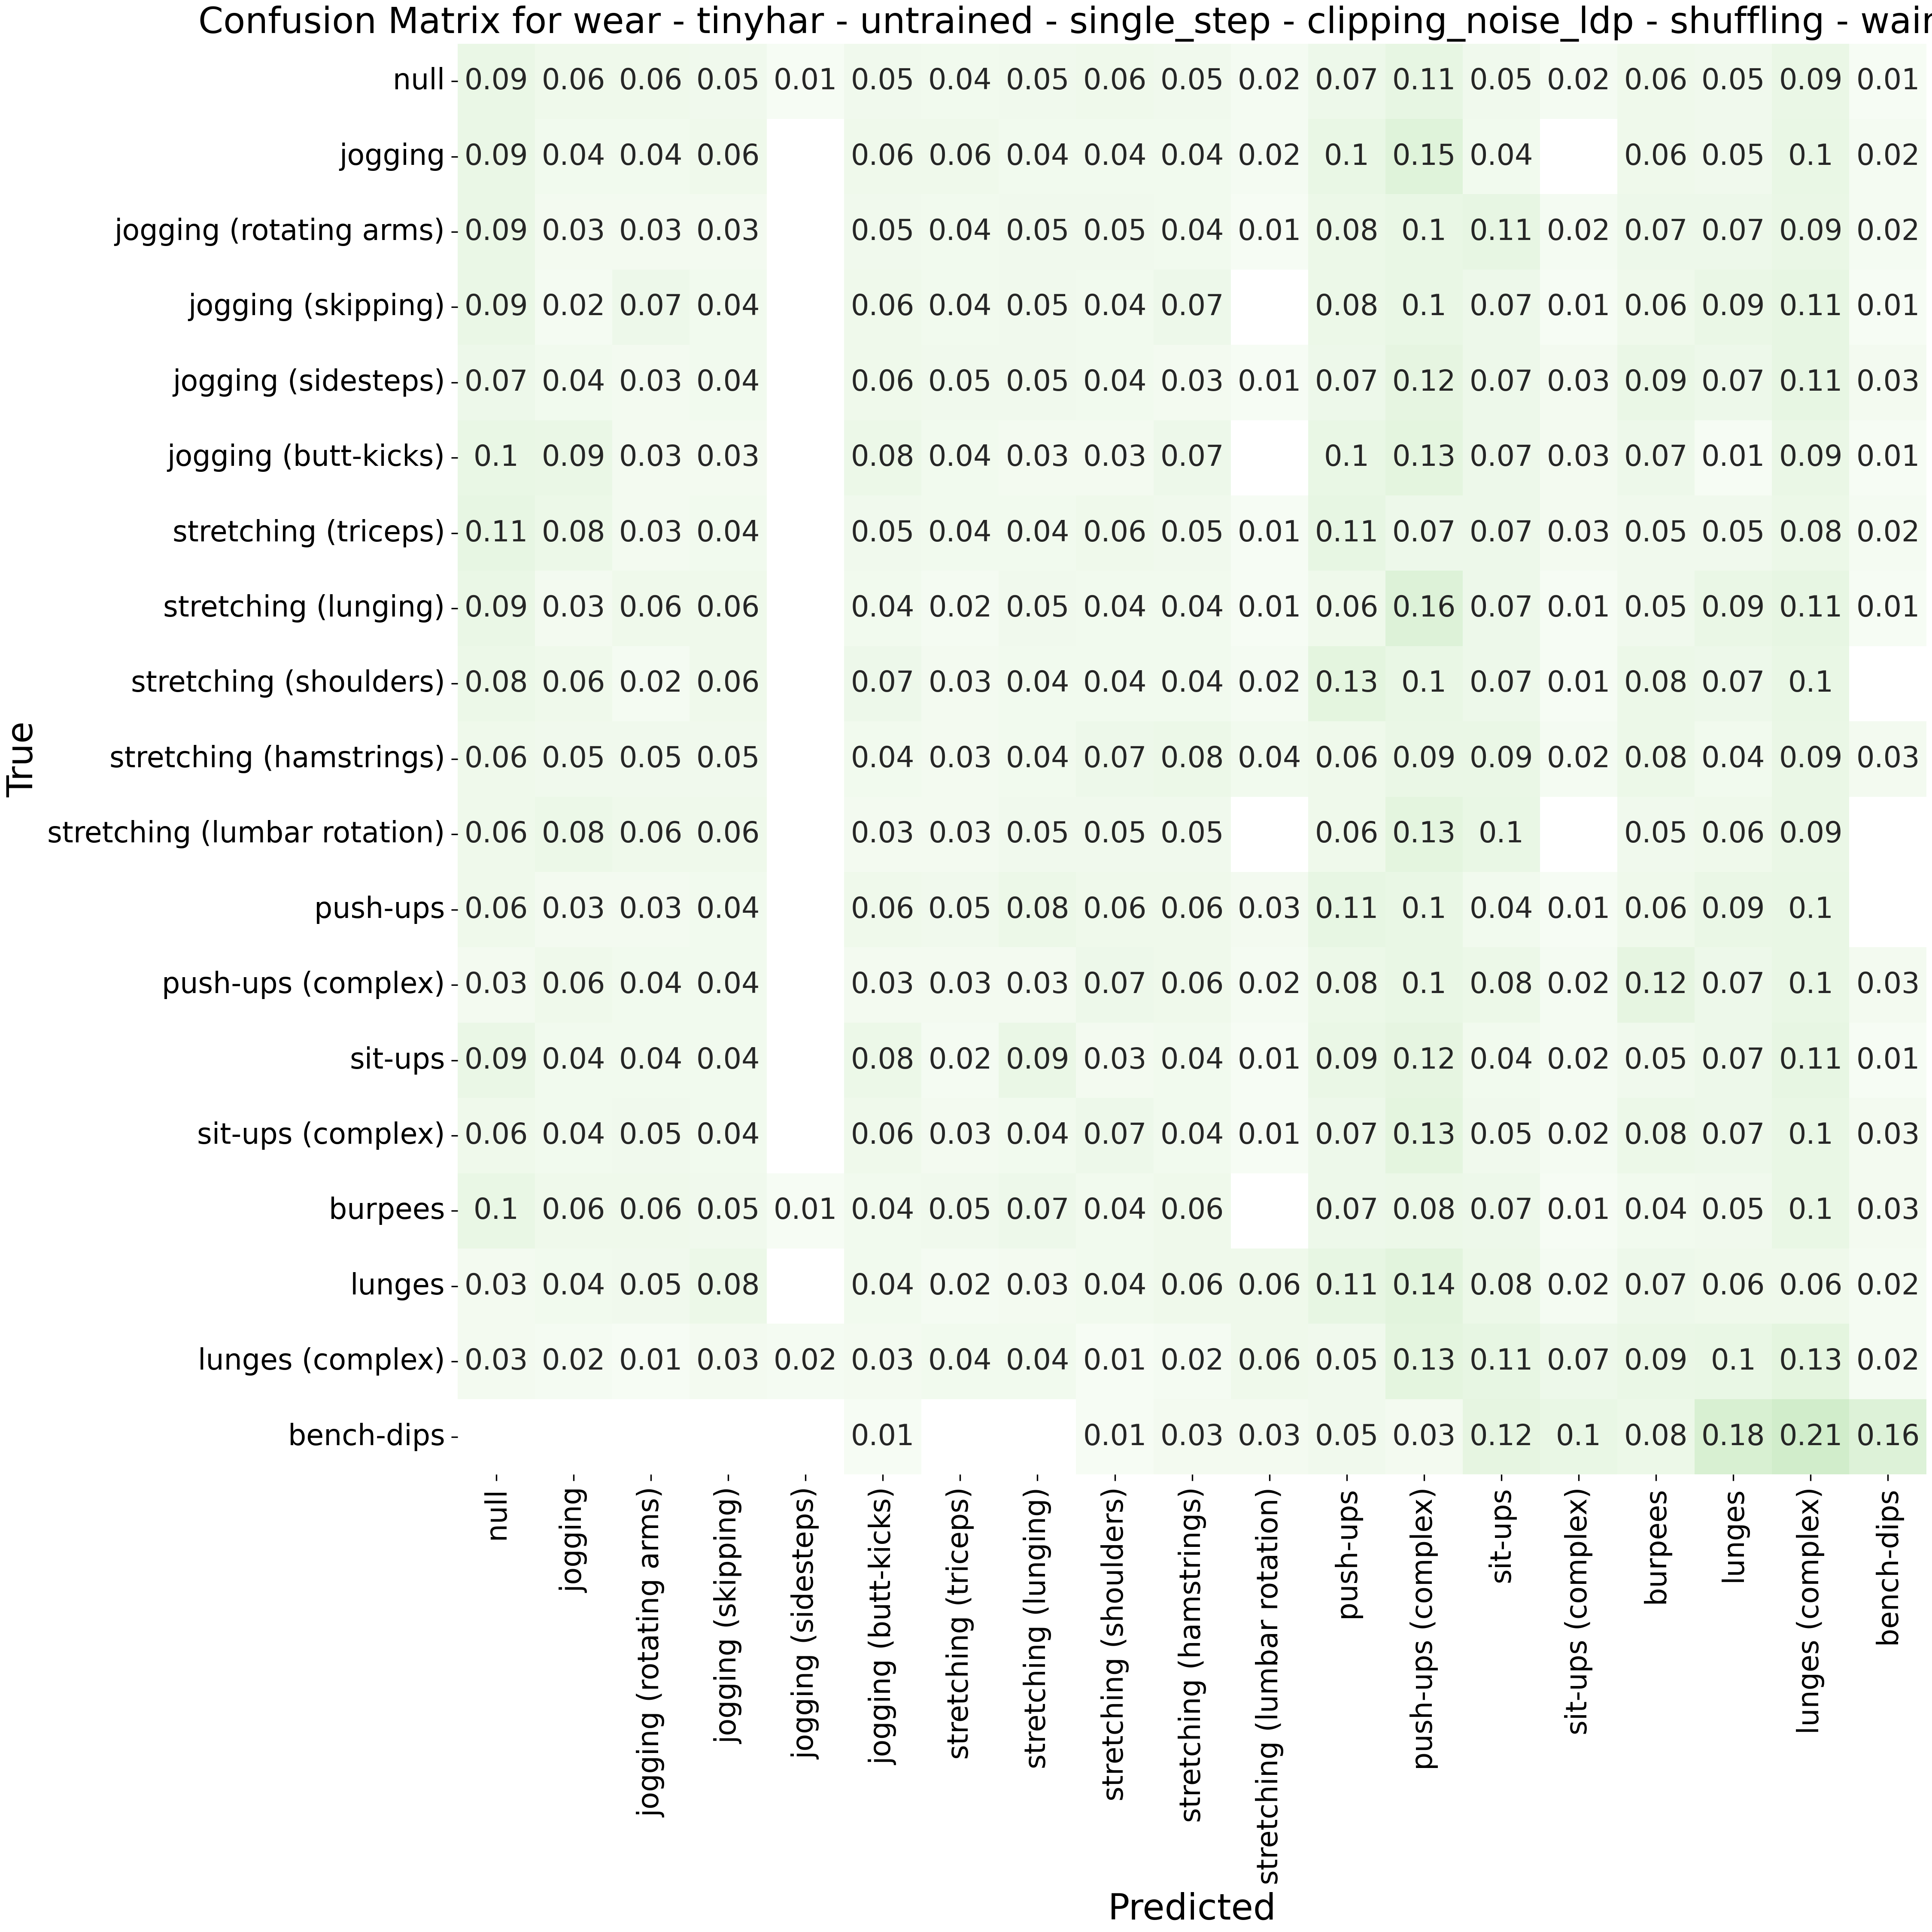 Confusion Matrix for wear - tinyhar - untrained - single_step - clipping_noise_ldp - shuffling -
null 0.09 0.06 0.06 0.05 0.01 0.05 0.04 0.05 0.06 0.05 0.02 0.07 0.11 0.05 0.02 0.06 0.05 0.09 0.01
jogging 0.09 0.04 0.04 0.06 0.06 0.06 0.04 0.04 0.04 0.02 0.1 0.15 0.04 0.06 0.05 0.1 0.02
jogging (rotating arms) 0.09 0.03 0.03 0.03 0.05 0.04 0.05 0.05 0.04 0.01 0.08 0.1 0.11 0.02 0.07 0.07 0.09 0.02
jogging (skipping) 0.09 0.02 0.07 0.04 0.06 0.04 0.05 0.04 0.07 0.08 0.1 0.07 0.01 0.06 0.09 0.11 0.01
jogging (sidesteps) 0.07 0.04 0.03 0.04 0.06 0.05 0.05 0.04 0.03 0.01 0.07 0.12 0.07 0.03 0.09 0.07 0.11 0.03
jogging (butt-kicks) 0.1 0.09 0.03 0.03 0.08 0.04 0.03 0.03 0.07 0.1 0.13 0.07 0.03 0.07 0.01 0.09 0.01
stretching (triceps) 0.11 0.08 0.03 0.04 0.05 0.04 0.04 0.06 0.05 0.01 0.11 0.07 0.07 0.03 0.05 0.05 0.08 0.02
stretching (lunging) 0.09 0.03 0.06 0.06 0.04 0.02 0.05 0.04 0.04 0.01 0.06 0.16 0.07 0.01 0.05 0.09 0.11 0.01
stretching (shoulders) 0.08 0.06 0.02 0.06 0.07 0.03 0.04 0.04 0.04 0.02 0.13 0.1 0.07 0.01 0.08 0.07 0.1
stretching (hamstrings) 0.06 0.05 0.05 0.05 0.04 0.03 0.04 0.07 0.08 0.04 0.06 0.09 0.09 0.02 0.08 0.04 0.09 0.03
stretching (lumbar rotation) 0.06 0.08 0.06 0.06 0.03 0.03 0.05 0.05 0.05 0.06 0.13 0.1 0.05 0.06 0.09
push-ups 0.06 0.03 0.03 0.04 0.06 0.05 0.08 0.06 0.06 0.03 0.11 0.1 0.04 0.01 0.06 0.09 0.1
push-ups (complex) 0.03 0.06 0.04 0.04 0.03 0.03 0.03 0.07 0.06 0.02 0.08 0.1 0.08 0.02 0.12 0.07 0.1 0.03
sit-ups 0.09 0.04 0.04 0.04 0.08 0.02 0.09 0.03 0.04 0.01 0.09 0.12 0.04 0.02 0.05 0.07 0.11 0.01
sit-ups (complex) 0.06 0.04 0.05 0.04 0.06 0.03 0.04 0.07 0.04 0.01 0.07 0.13 0.05 0.02 0.08 0.07 0.1 0.03
burpees 0.1 0.06 0.06 0.05 0.01 0.04 0.05 0.07 0.04 0.06 0.07 0.08 0.07 0.01 0.04 0.05 0.1 0.03
lunges 0.03 0.04 0.05 0.08 0.04 0.02 0.03 0.04 0.06 0.06 0.11 0.14 0.08 0.02 0.07 0.06 0.06 0.02
lunges (complex) 0.03 0.02 0.01 0.03 0.02 0.03 0.04 0.04 0.01 0.02 0.06 0.05 0.13 0.11 0.07 0.09 0.1 0.13 0.02
bench-dips 0.01 0.01 0.03 0.03 0.05 0.03 0.12 0.1 0.08 0.18 0.21 0.16
True
null
jogging
jogging (rotating arms)
jogging (skipping)
jogging (sidesteps)
jogging (butt-kicks)
stretching (triceps)
stretching (lunging)
stretching (shoulders)
stretching (hamstrings)
stretching (lumbar rotation)
push-ups
push-ups (complex)
sit-ups
sit-ups (complex)
burpees
lunges
lunges (complex)
bench-dips
Predicted